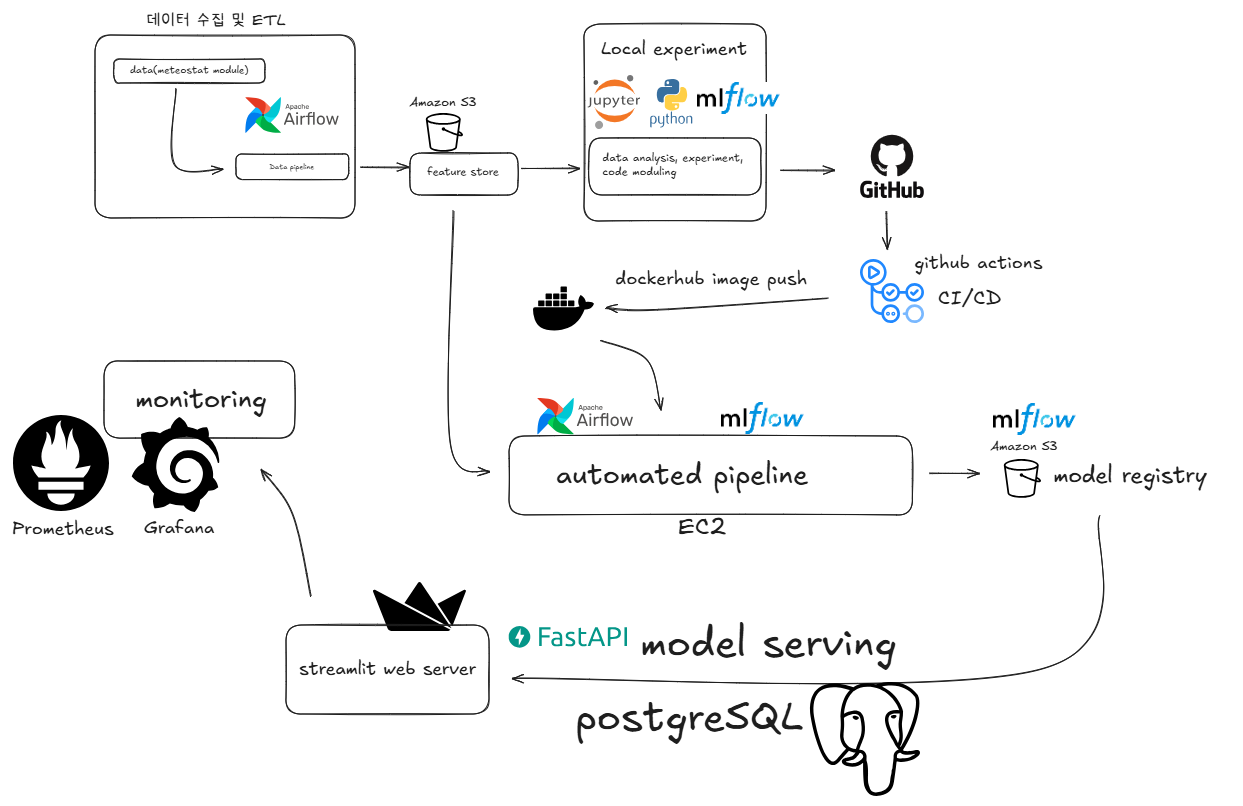 데이터 수집 및 ETL
data(meteostat module)
Apache
Airflow
Data pipeline
Amazon S3
feature store
Local experiment
jupyter
python
mlflow
data analysis, experiment,
code moduling
GitHub
github actions
CI/CD
dockerhub image push
monitoring
Prometheus
Grafana
Apache
Airflow
mlflow
automated pipeline
EC2
mlflow
Amazon S3
model registry
streamlit web server
FastAPI
model serving
postgreSQL